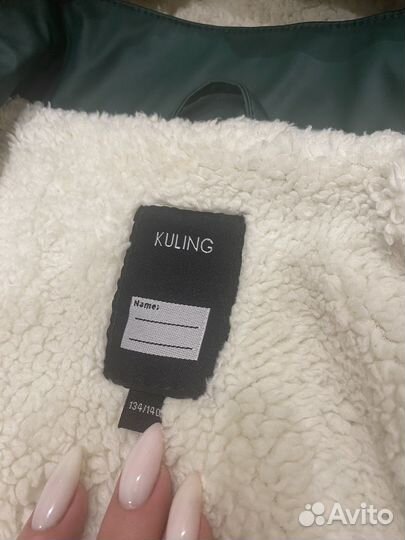 KULING
Name:
134/140
Avito